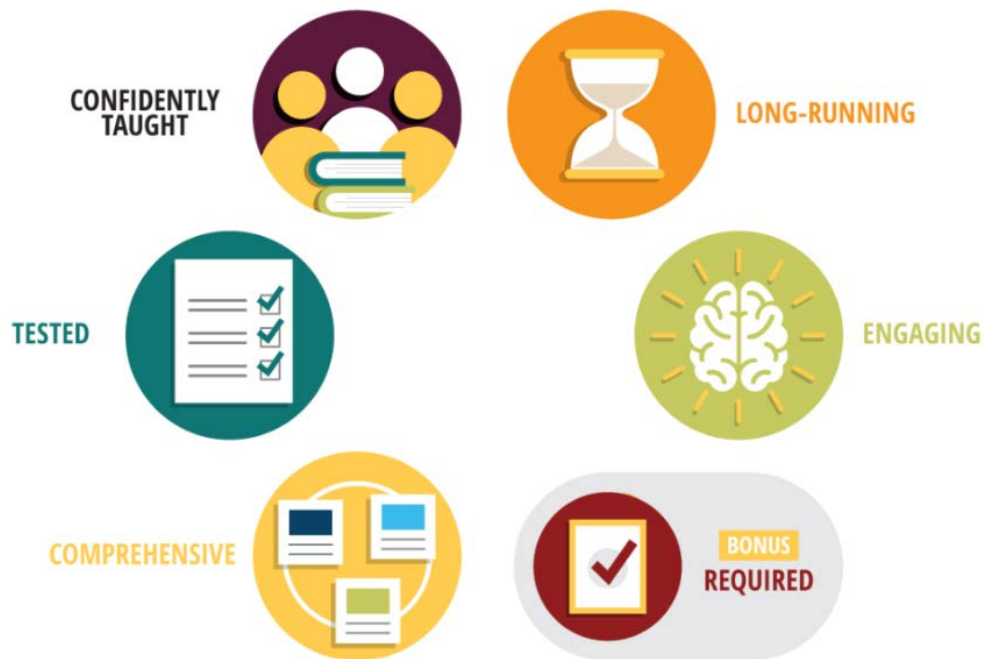 CONFIDENTLY
TAUGHT
LONG-RUNNING
TESTED
ENGAGING
COMPREHENSIVE
BONUS
REQUIRED